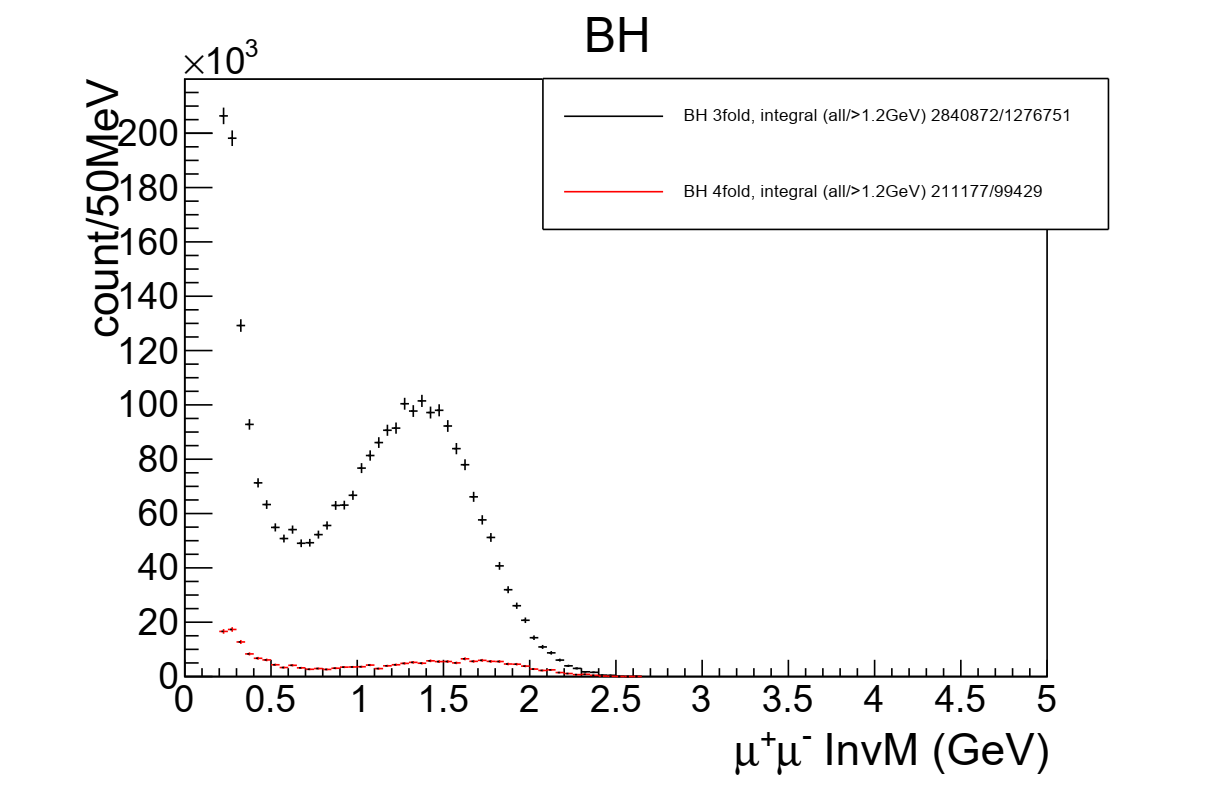 BH
×10³
count/50MeV
200
180
160
140
120
100
80
60
40
20
0
BH 3fold, integral (all/>1.2GeV) 2840872/1276751
BH 4fold, integral (all/>1.2GeV) 211177/99429
0 0.5 1 1.5 2 2.5 3 3.5 4 4.5 5
μ⁺μ⁻ InvM (GeV)